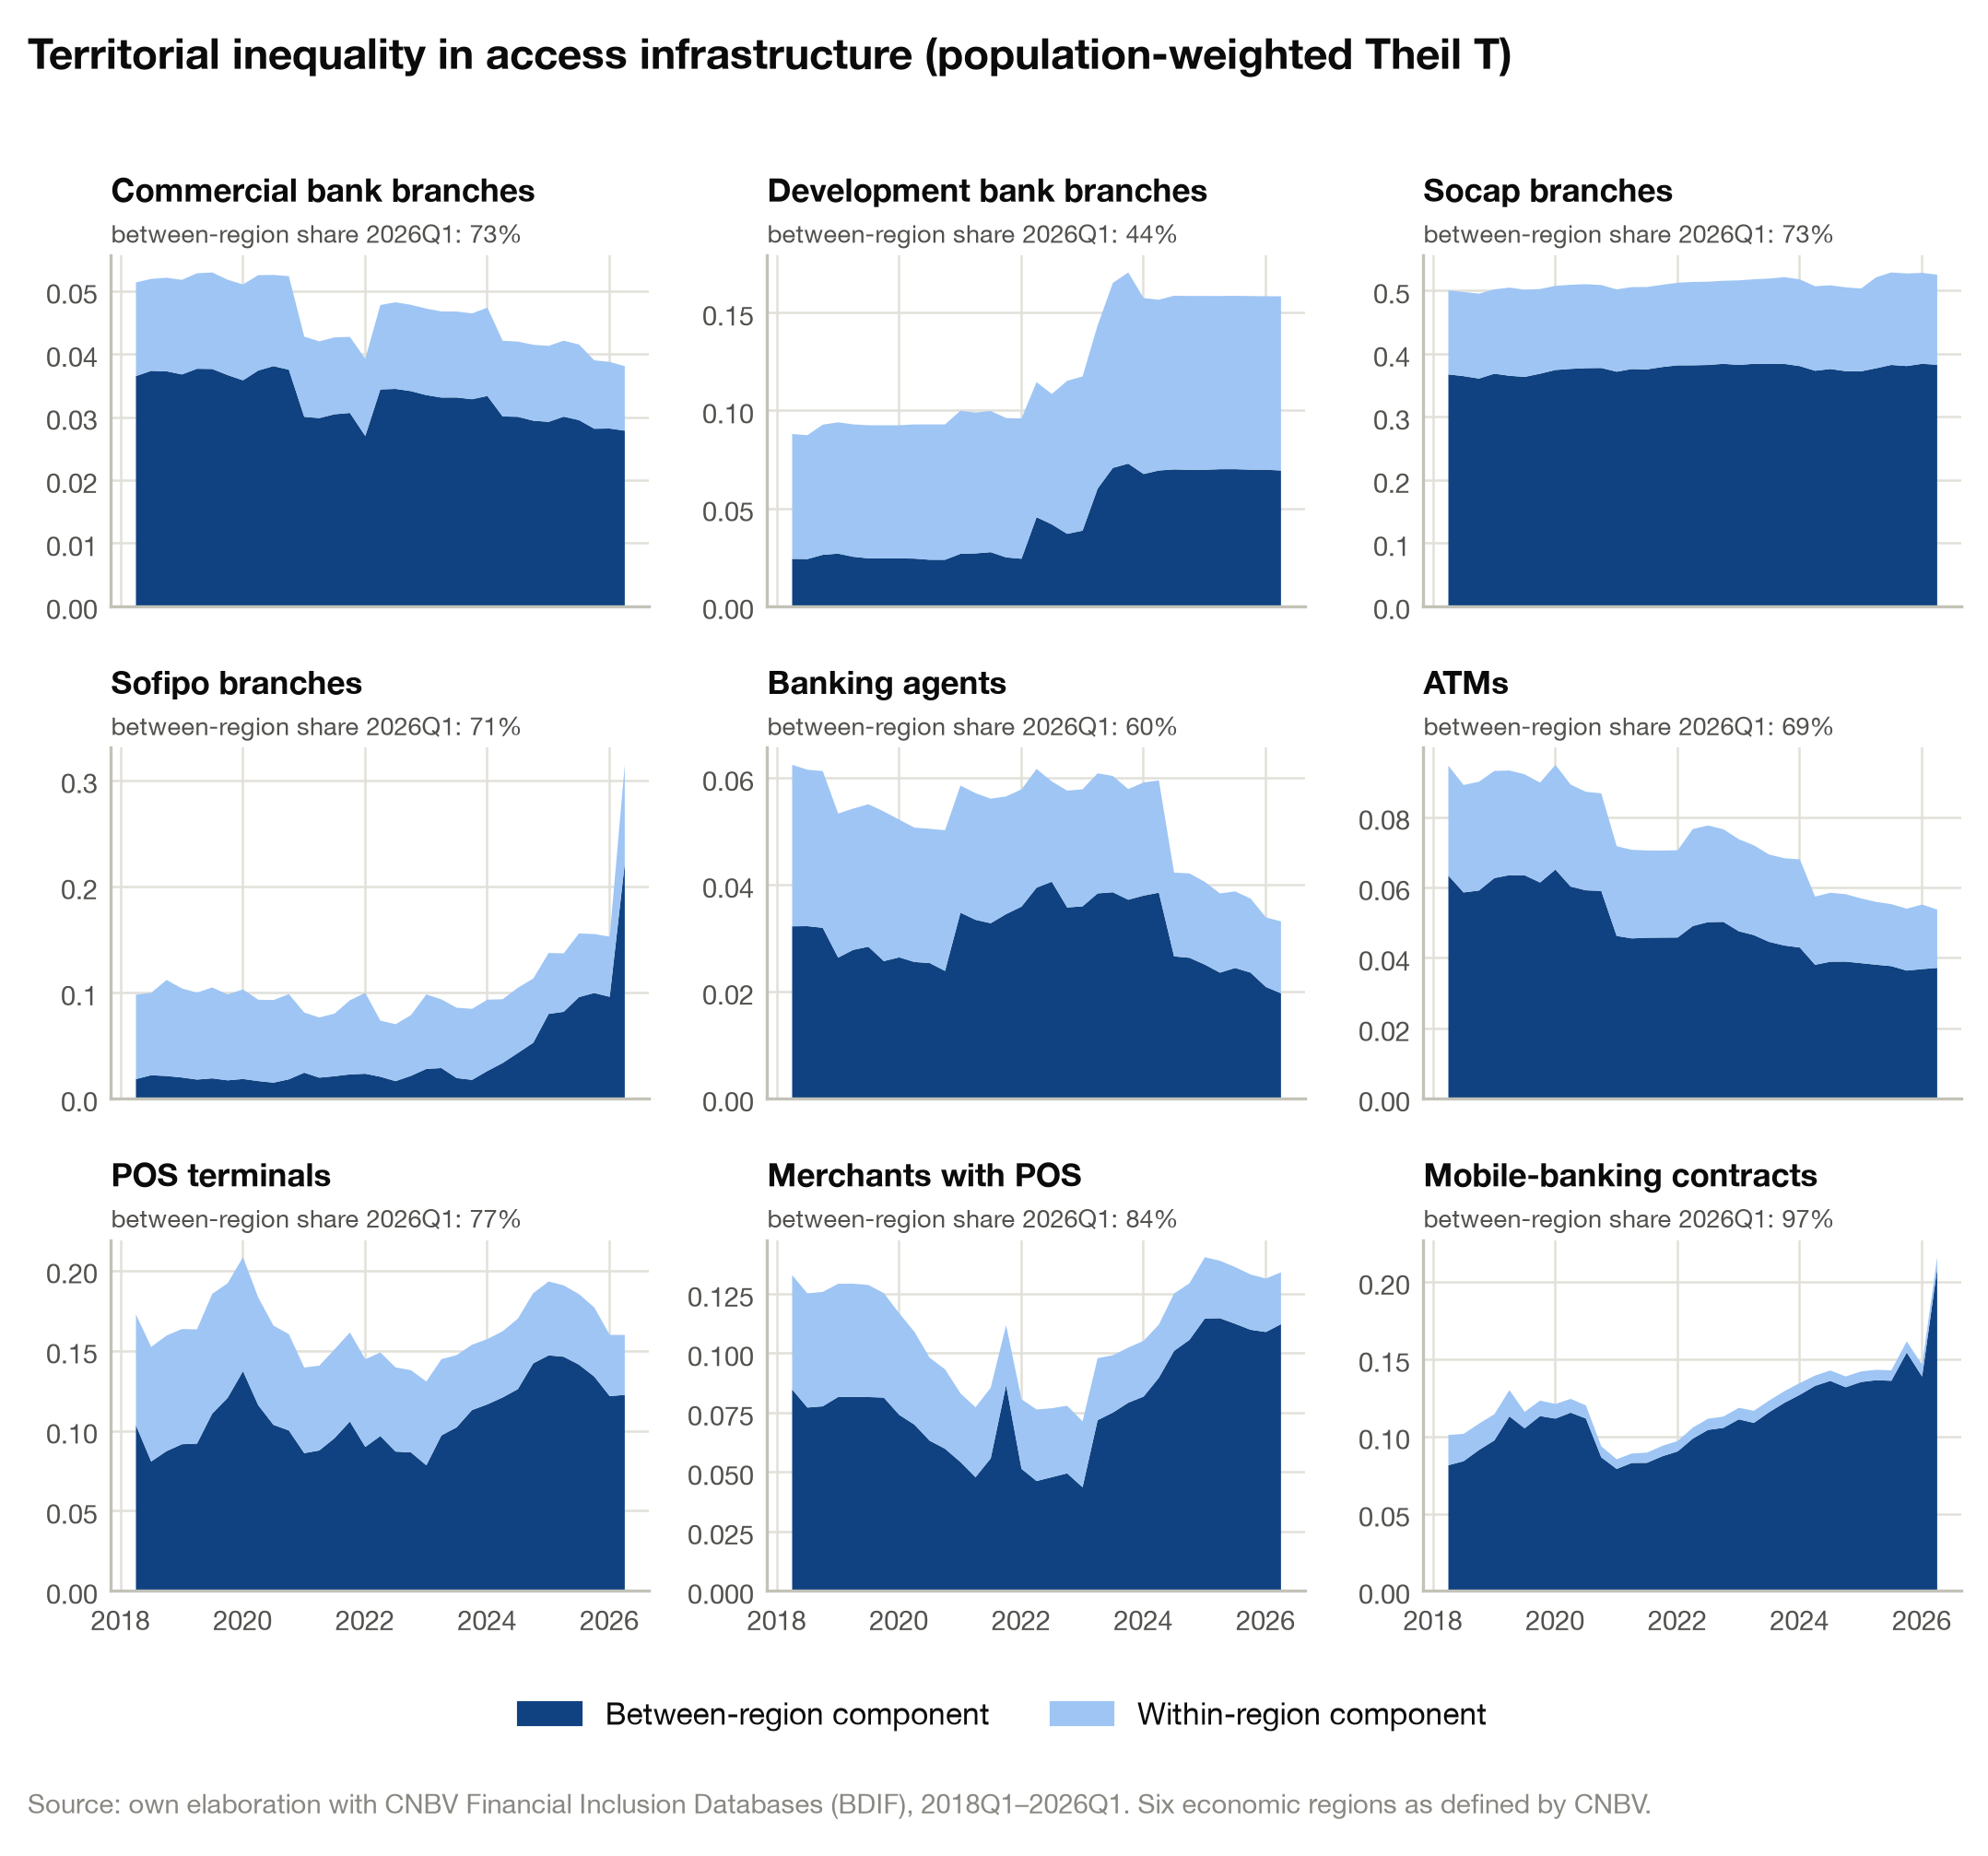 Territorial inequality in access infrastructure (population-weighted Theil T)
Commercial bank branches
between-region share 2026Q1: 73%
0.05
0.04
0.03
0.02
0.01
0.00
Development bank branches
between-region share 2026Q1: 44%
0.15
0.10
0.05
0.00
Socap branches
between-region share 2026Q1: 73%
0.5
0.4
0.3
0.2
0.1
0.0
Sofipo branches
between-region share 2026Q1: 71%
0.3
0.2
0.1
0.0
Banking agents
between-region share 2026Q1: 60%
0.06
0.04
0.02
0.00
ATMs
between-region share 2026Q1: 69%
0.08
0.06
0.04
0.02
0.00
POS terminals
between-region share 2026Q1: 77%
0.20
0.15
0.10
0.05
0.00
2018 2020 2022 2024 2026
Merchants with POS
between-region share 2026Q1: 84%
0.125
0.100
0.075
0.050
0.025
0.000
2018 2020 2022 2024 2026
Mobile-banking contracts
between-region share 2026Q1: 97%
0.20
0.15
0.10
0.05
0.00
2018 2020 2022 2024 2026
Between-region component
Within-region component
Source: own elaboration with CNBV Financial Inclusion Databases (BDIF), 2018Q1–2026Q1. Six economic regions as defined by CNBV.